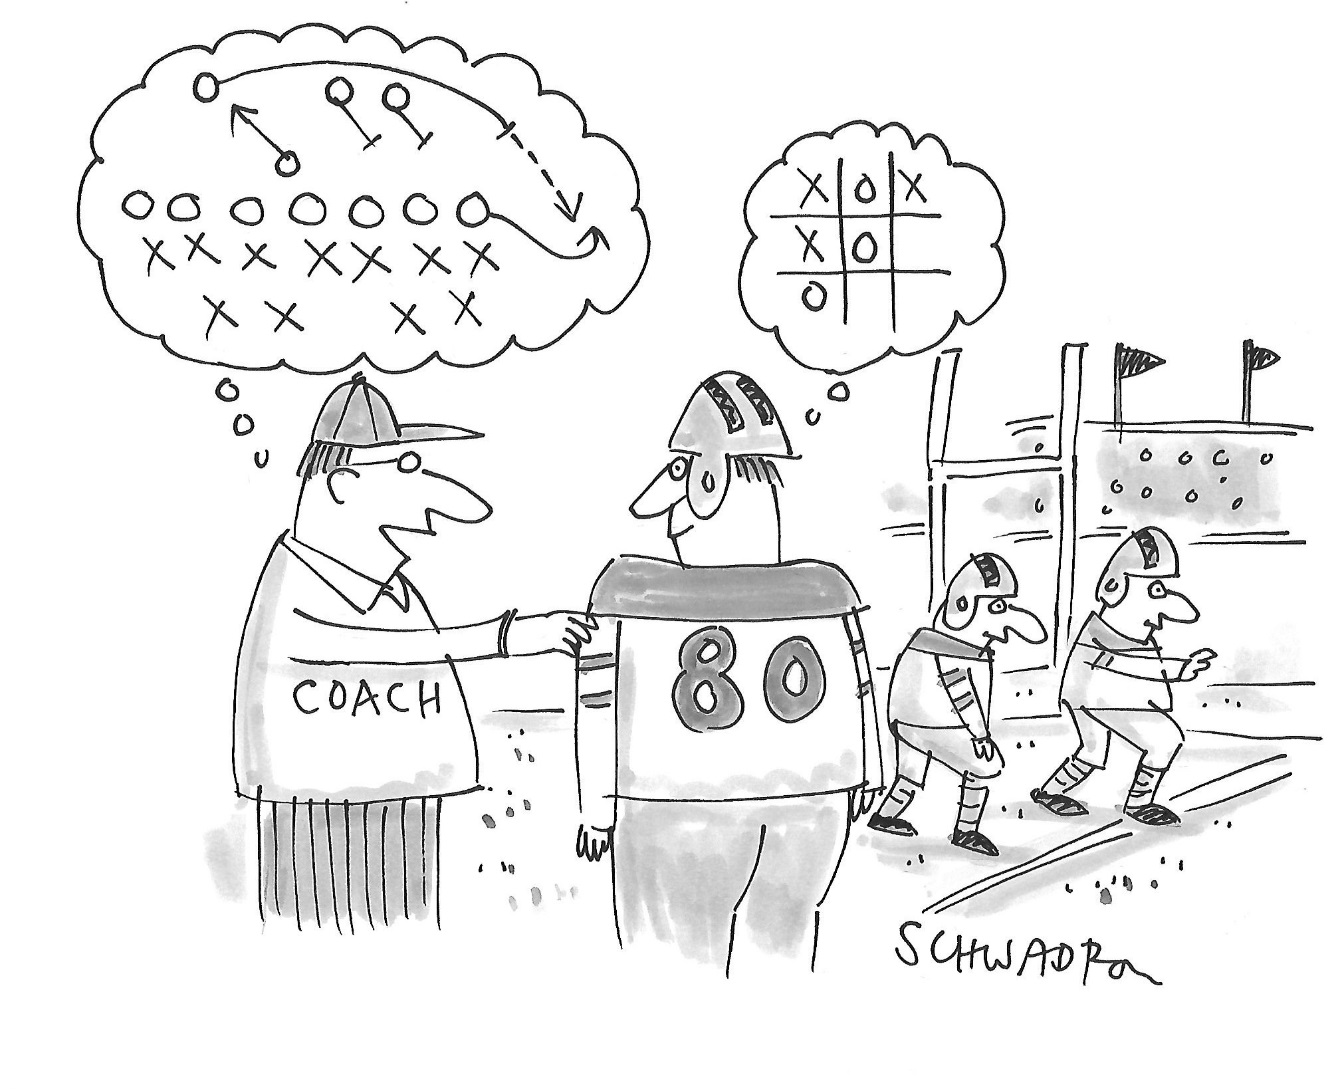 X O X
X O
O
COACH
80
SCHWADRON